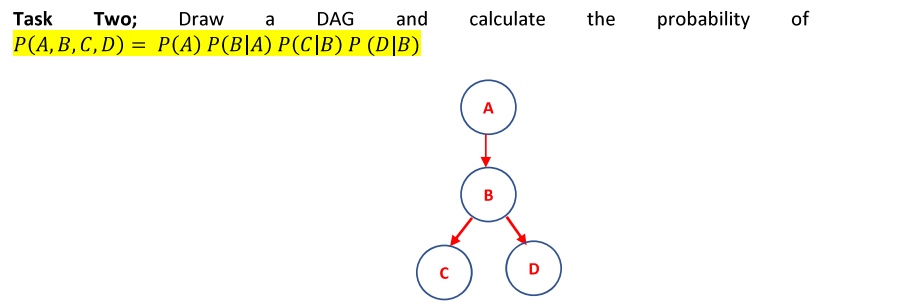 Task Two; Draw a DAG and calculate the probability of
P(A, B, C, D) = P(A) P(B|A) P(C|B) P (D|B)
A
B
C
D